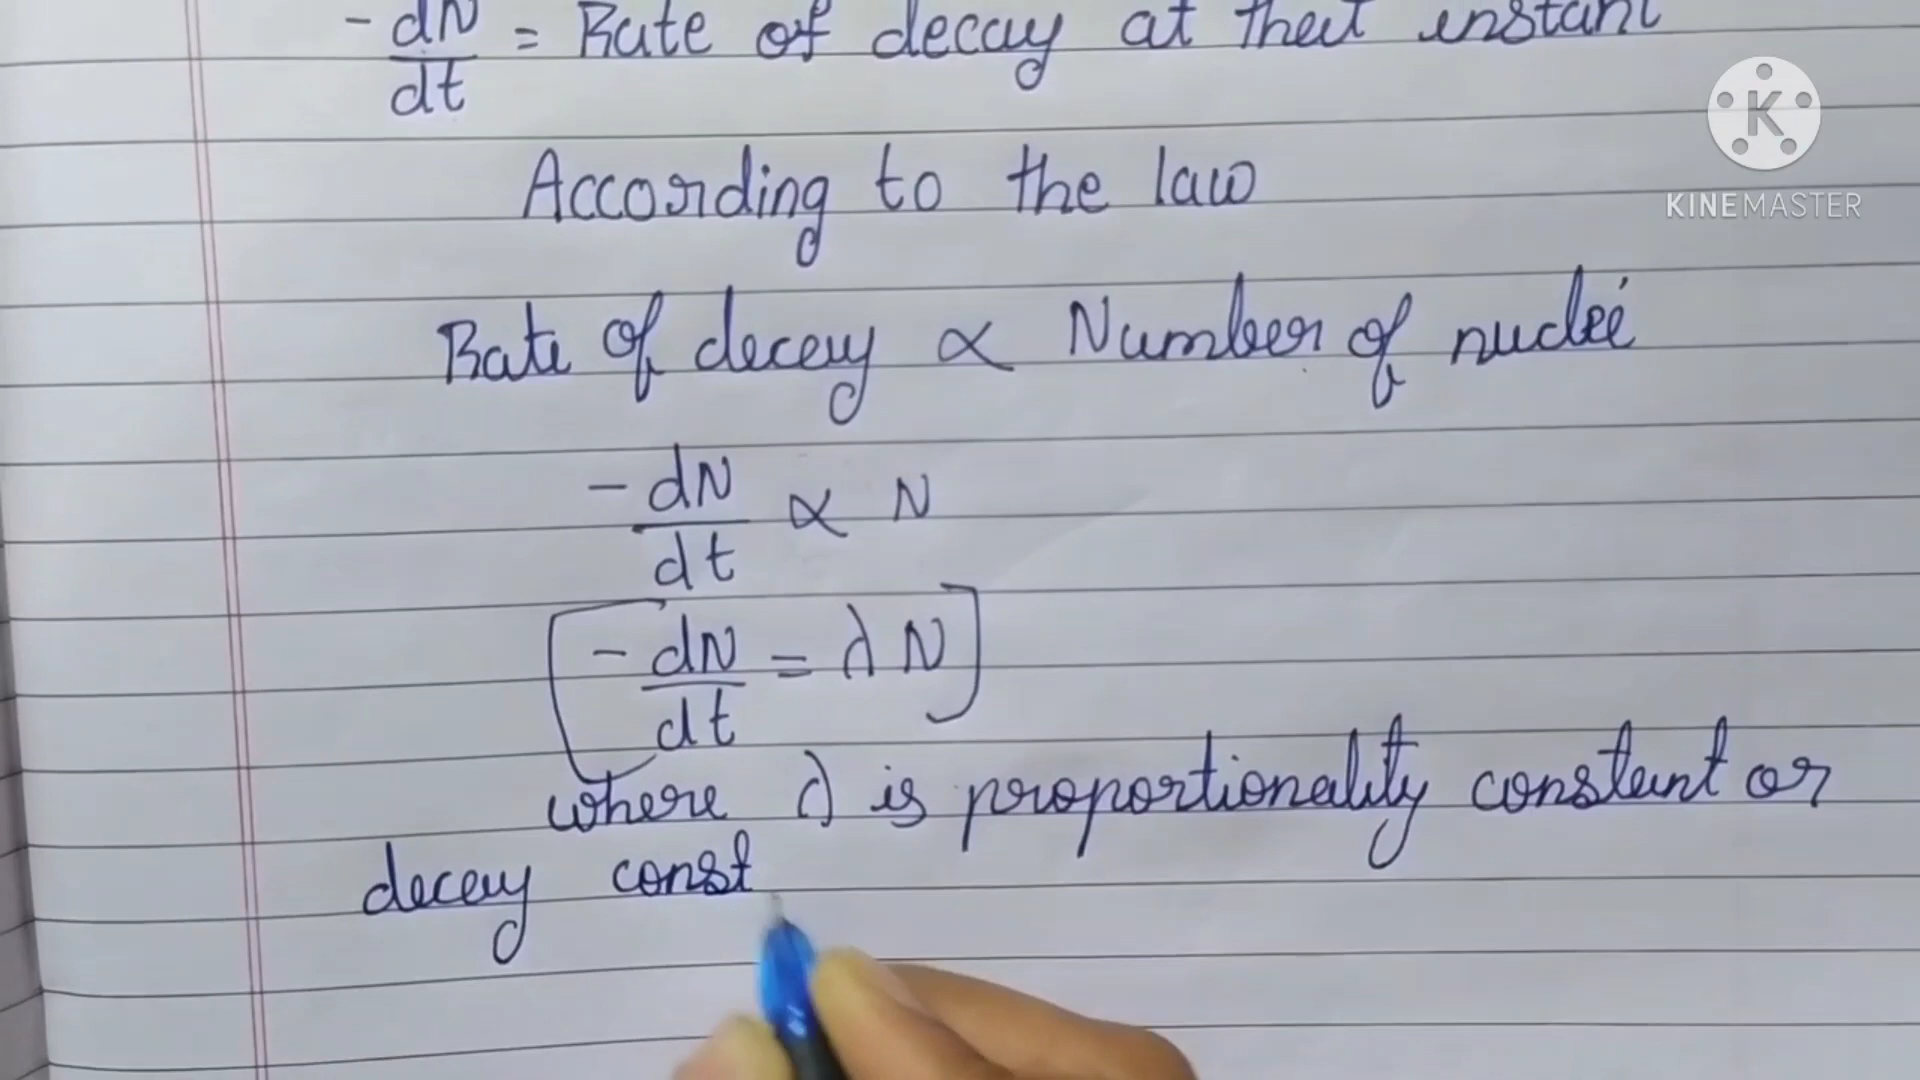 -dN/dt = Rate of decay at that instant
According to the law
Rate of decay ∝ Number of nuclei
-dN/dt ∝ N
-dN/dt = λN
where λ is proportionality constant or
decay const
K
KINEMASTER